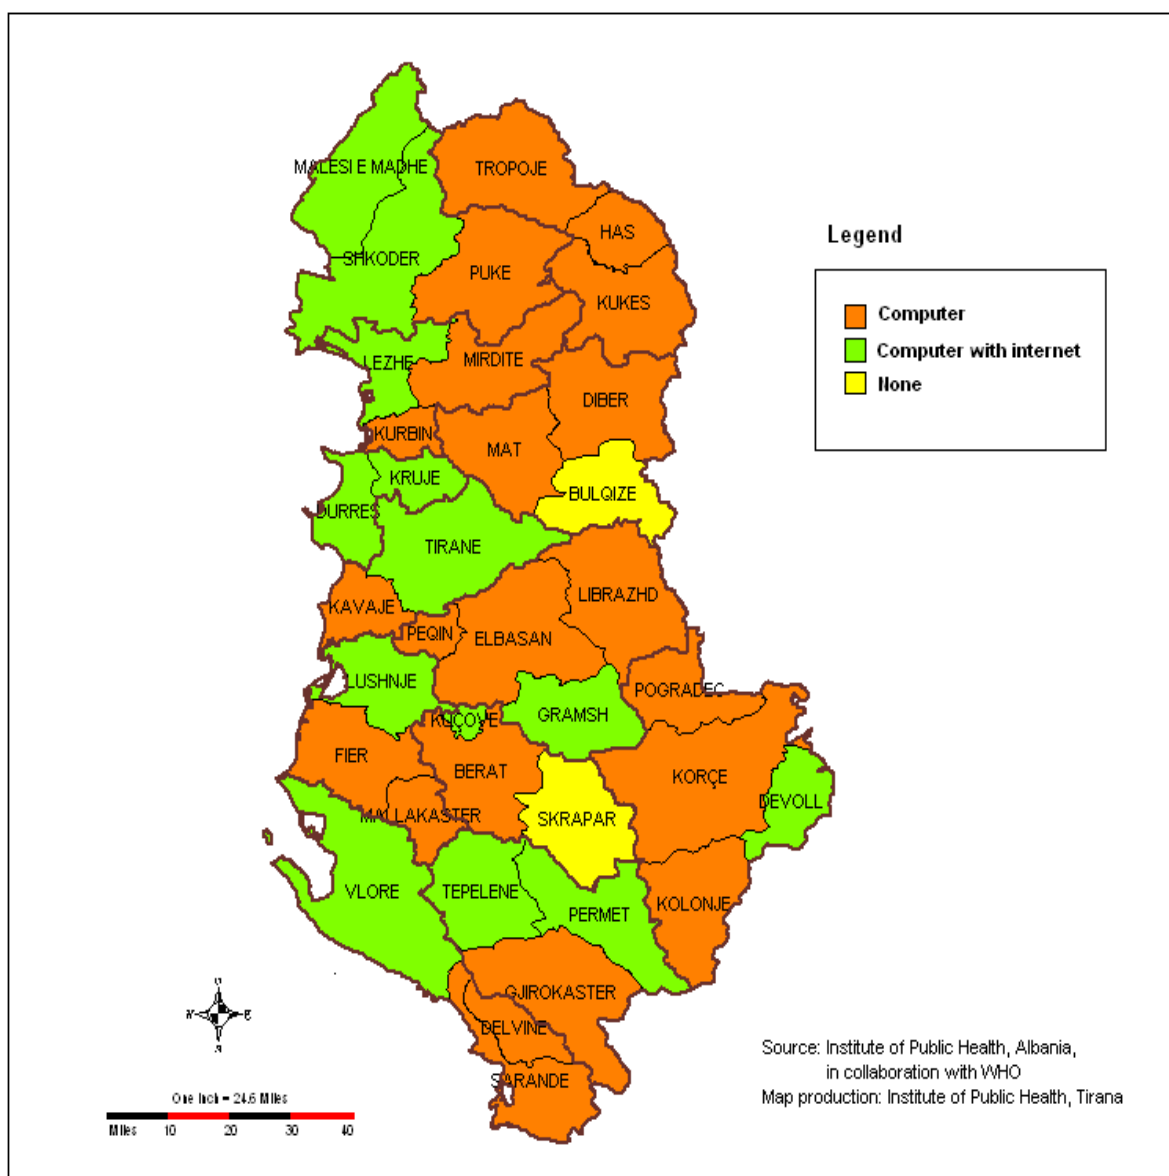 MALESI E MADHE
TROPOJE
HAS
SHKODER
PUKE
KUKES
LEZHE
MIRDITE
DIBER
KURBIN
MAT
KRUJE
BULQIZE
DURRES
TIRANE
LIBRAZHD
KAVAJE
PEQIN
ELBASAN
LUSHNJE
POGRADEC
GRAMSH
KUÇOVE
FIER
BERAT
KORÇE
DEVOLL
MALLAKASTER
SKRAPAR
VLORE
TEPELENE
PERMET
KOLONJE
GJIROKASTER
DELVINE
SARANDE
Legend
Computer
Computer with internet
None
One Inch = 24.6 Miles
Miles 10 20 30 40
Source: Institute of Public Health, Albania,
in collaboration with WHO
Map production: Institute of Public Health, Tirana